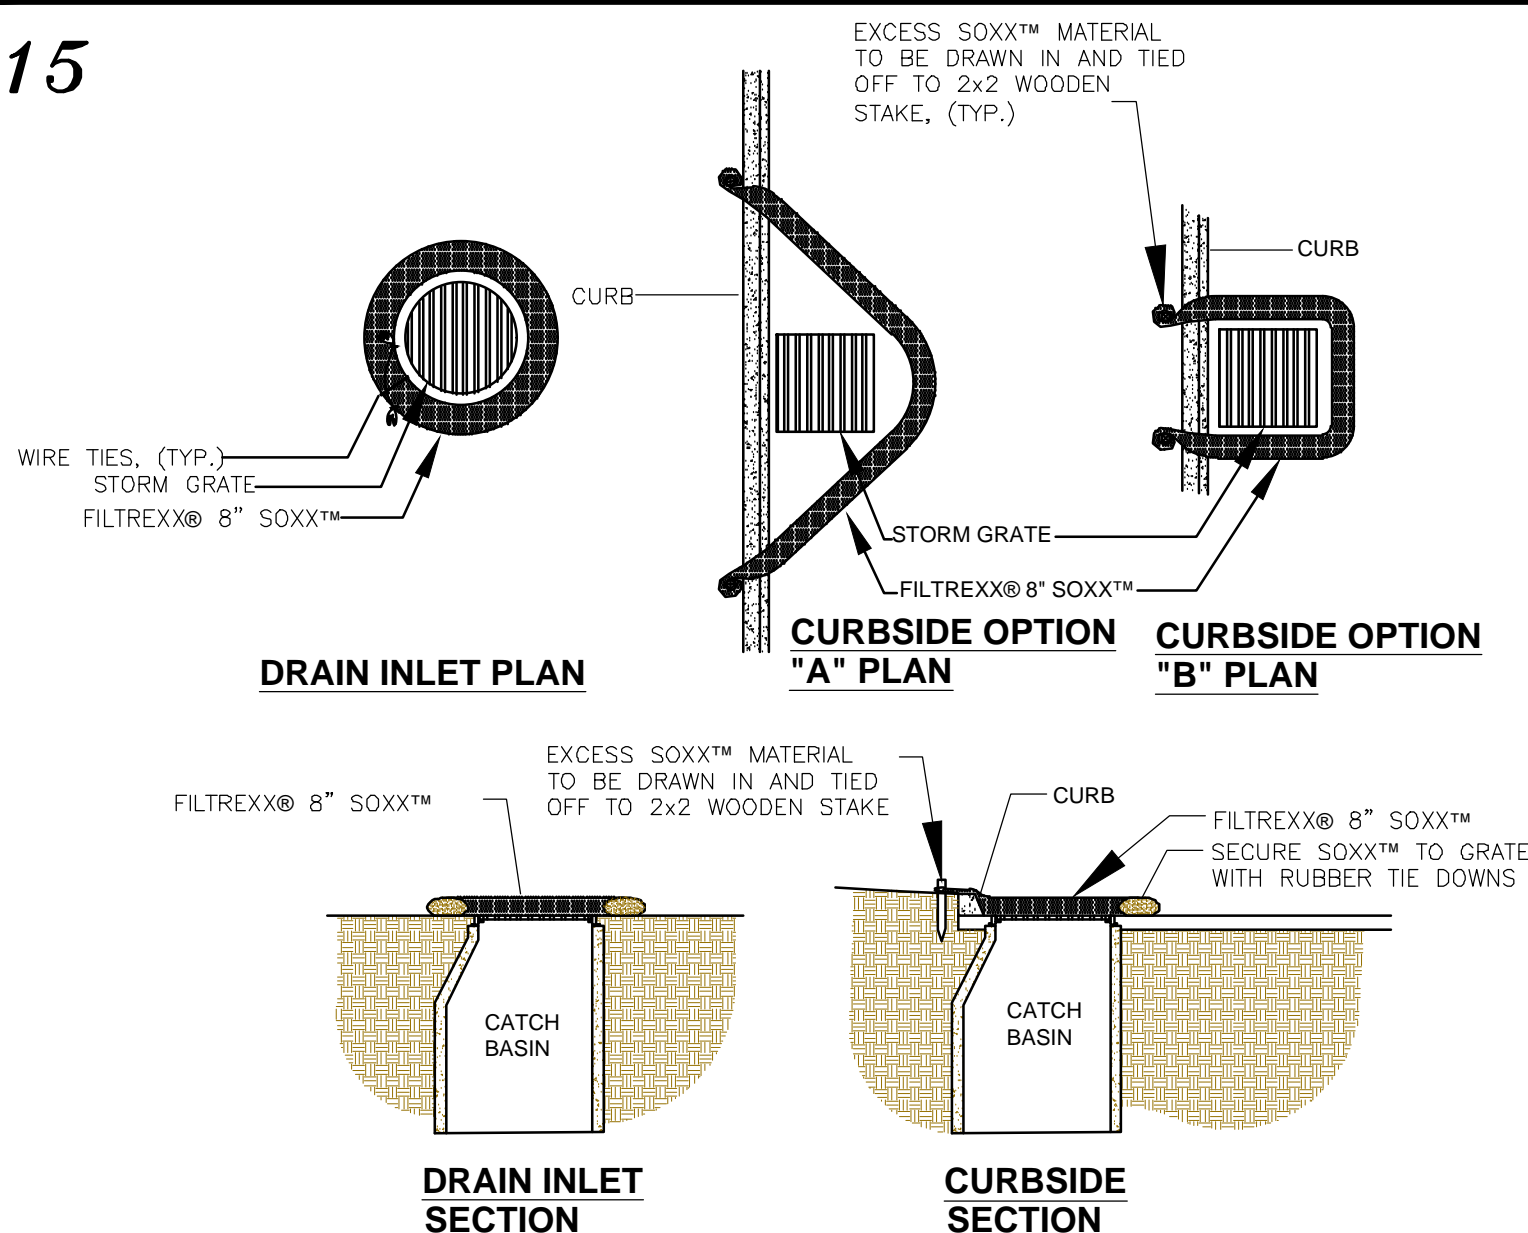 15
EXCESS SOXX™ MATERIAL
TO BE DRAWN IN AND TIED
OFF TO 2x2 WOODEN
STAKE, (TYP.)
CURB
CURB
WIRE TIES, (TYP.)
STORM GRATE
FILTREXX® 8” SOXX™
STORM GRATE
FILTREXX® 8" SOXX™
DRAIN INLET PLAN
CURBSIDE OPTION
"A" PLAN
CURBSIDE OPTION
"B" PLAN
FILTREXX® 8” SOXX™
EXCESS SOXX™ MATERIAL
TO BE DRAWN IN AND TIED
OFF TO 2x2 WOODEN STAKE
CURB
FILTREXX® 8” SOXX™
SECURE SOXX™ TO GRATE
WITH RUBBER TIE DOWNS
CATCH
BASIN
CATCH
BASIN
DRAIN INLET
SECTION
CURBSIDE
SECTION